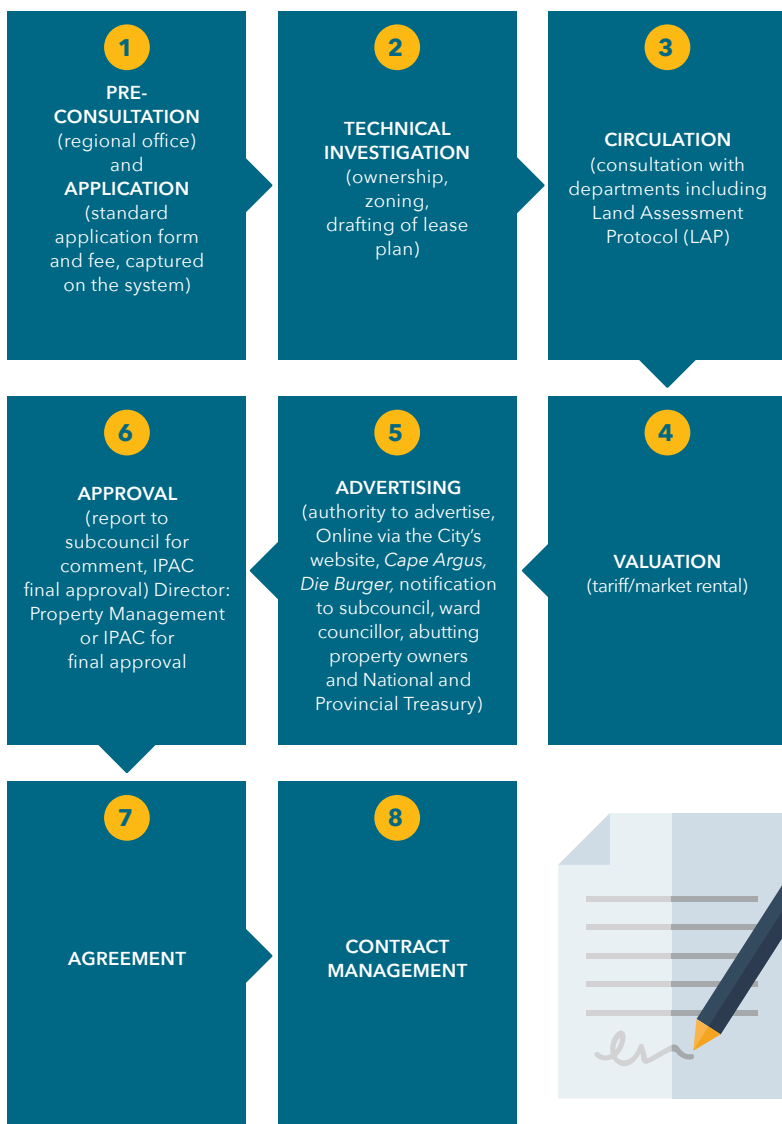 1
PRE-
CONSULTATION
(regional office)
and
APPLICATION
(standard
application form
and fee, captured
on the system)
2
TECHNICAL
INVESTIGATION
(ownership,
zoning,
drafting of lease
plan)
3
CIRCULATION
(consultation with
departments including
Land Assessment
Protocol (LAP)
4
VALUATION
(tariff/market rental)
5
ADVERTISING
(authority to advertise,
Online via the City's
website, Cape Argus,
Die Burger, notification
to subcouncil, ward
councillor, abutting
property owners
and National and
Provincial Treasury)
6
APPROVAL
(report to
subcouncil for
comment, IPAC
final approval) Director:
Property Management
or IPAC for
final approval
7
AGREEMENT
8
CONTRACT
MANAGEMENT